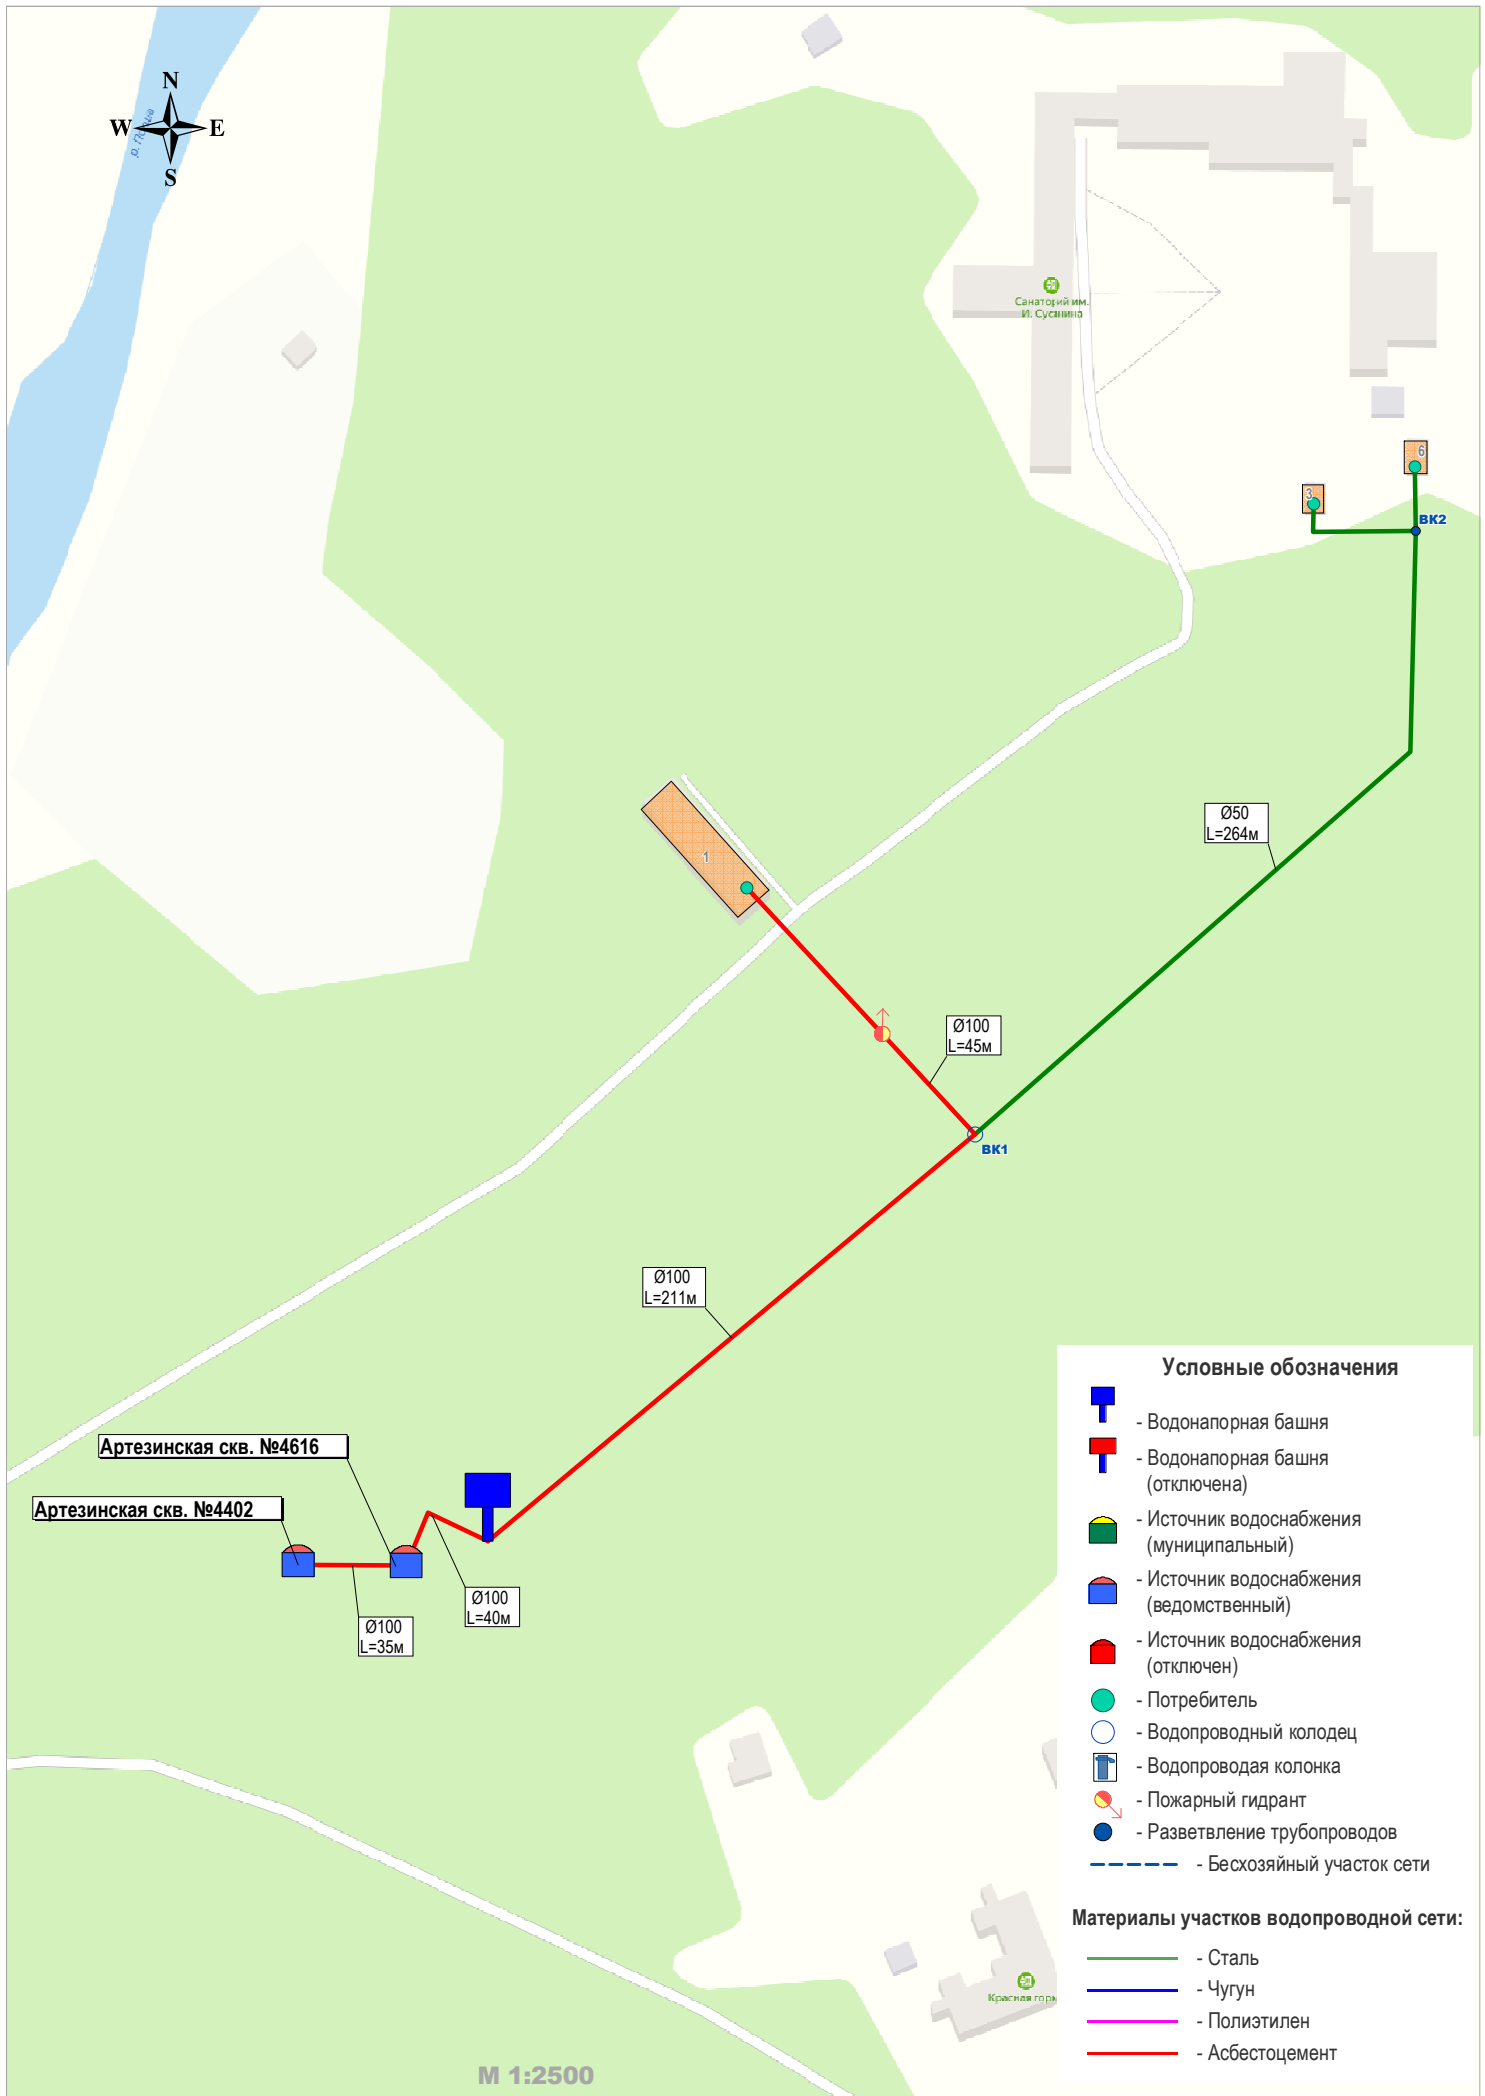 N
W
E
S
Санаторий им.
И. Сусанина
6
3
ВК2
Ø50
L=264м
1
Ø100
L=45м
ВК1
Ø100
L=211м
Артезинская скв. №4616
Артезинская скв. №4402
Ø100
L=40м
Ø100
L=35м
Условные обозначения
- Водонапорная башня
- Водонапорная башня
(отключена)
- Источник водоснабжения
(муниципальный)
- Источник водоснабжения
(ведомственный)
- Источник водоснабжения
(отключен)
- Потребитель
- Водопроводный колодец
- Водопроводая колонка
- Пожарный гидрант
- Разветвление трубопроводов
- Бесхозяйный участок сети
Материалы участков водопроводной сети:
- Сталь
- Чугун
- Полиэтилен
- Асбестоцемент
Красная горк
М 1:2500